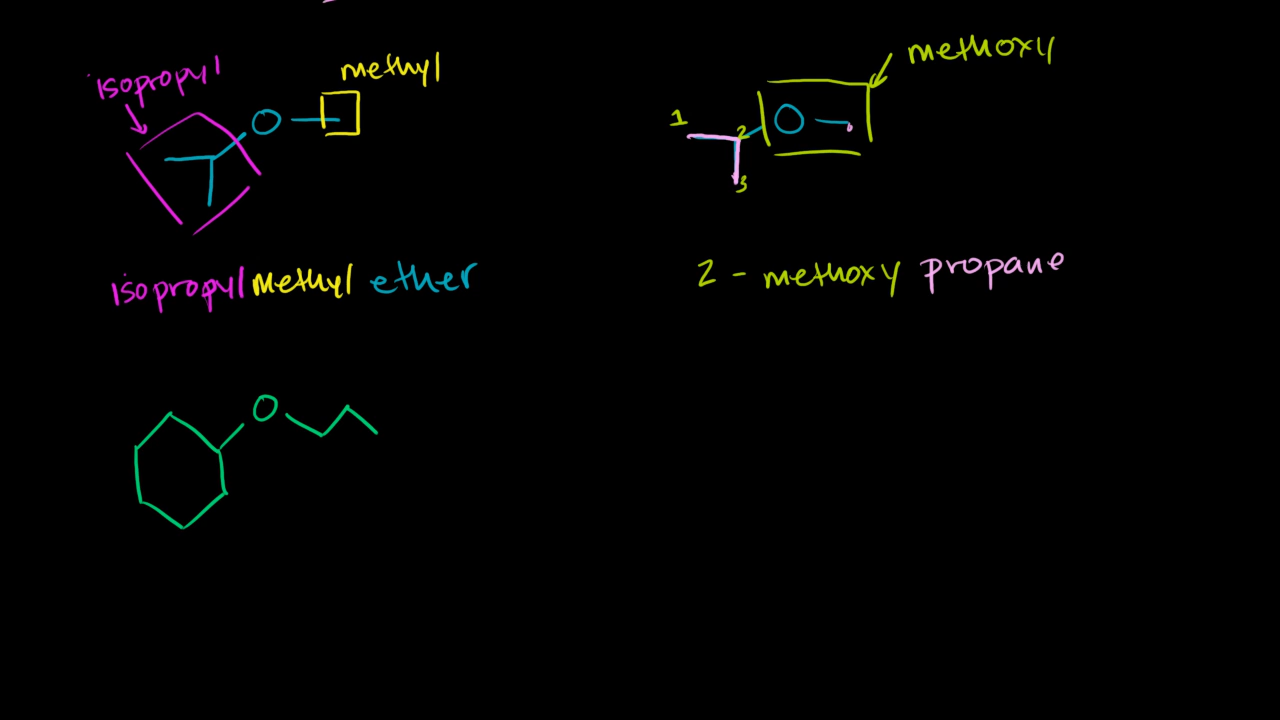 isopropyl
methyl
O
isopropyl methyl ether
methoxy
1
2
O
3
2 - methoxy propane
O